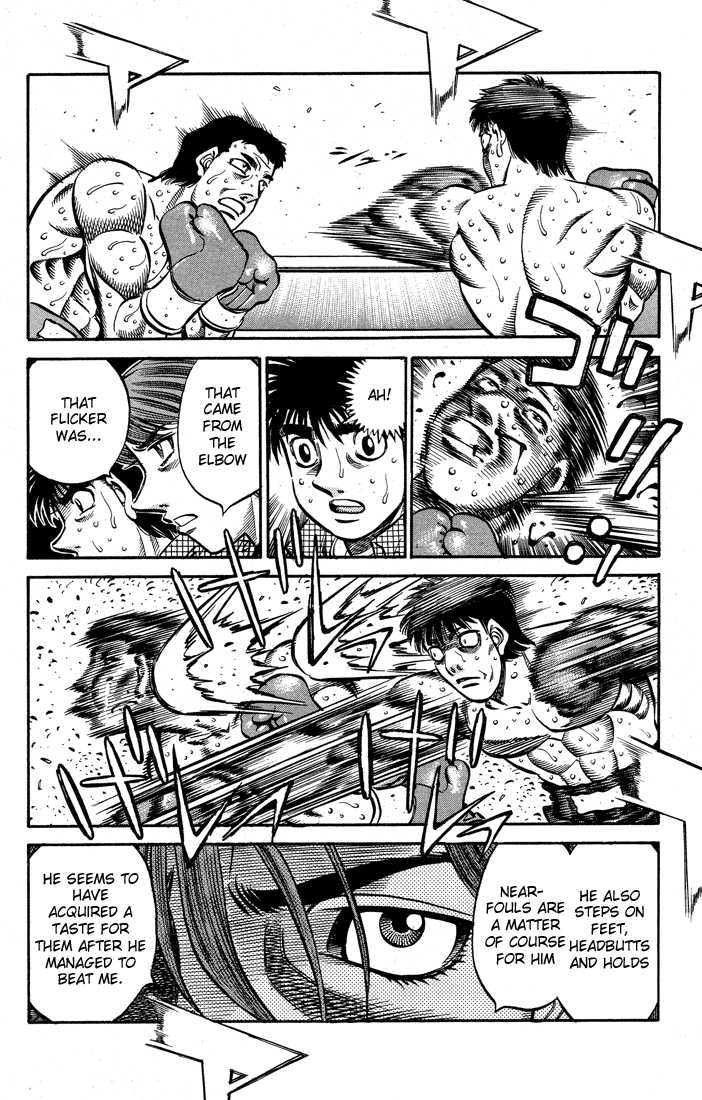 AH!
THAT
CAME
FROM
THE
ELBOW
THAT
FLICKER
WAS...
HE ALSO
STEPS ON
FEET,
HEADBUTTS
AND HOLDS
NEAR-
FOULS ARE
A MATTER
OF COURSE
FOR HIM
HE SEEMS TO
HAVE
ACQUIRED A
TASTE FOR
THEM AFTER HE
MANAGED TO
BEAT ME.